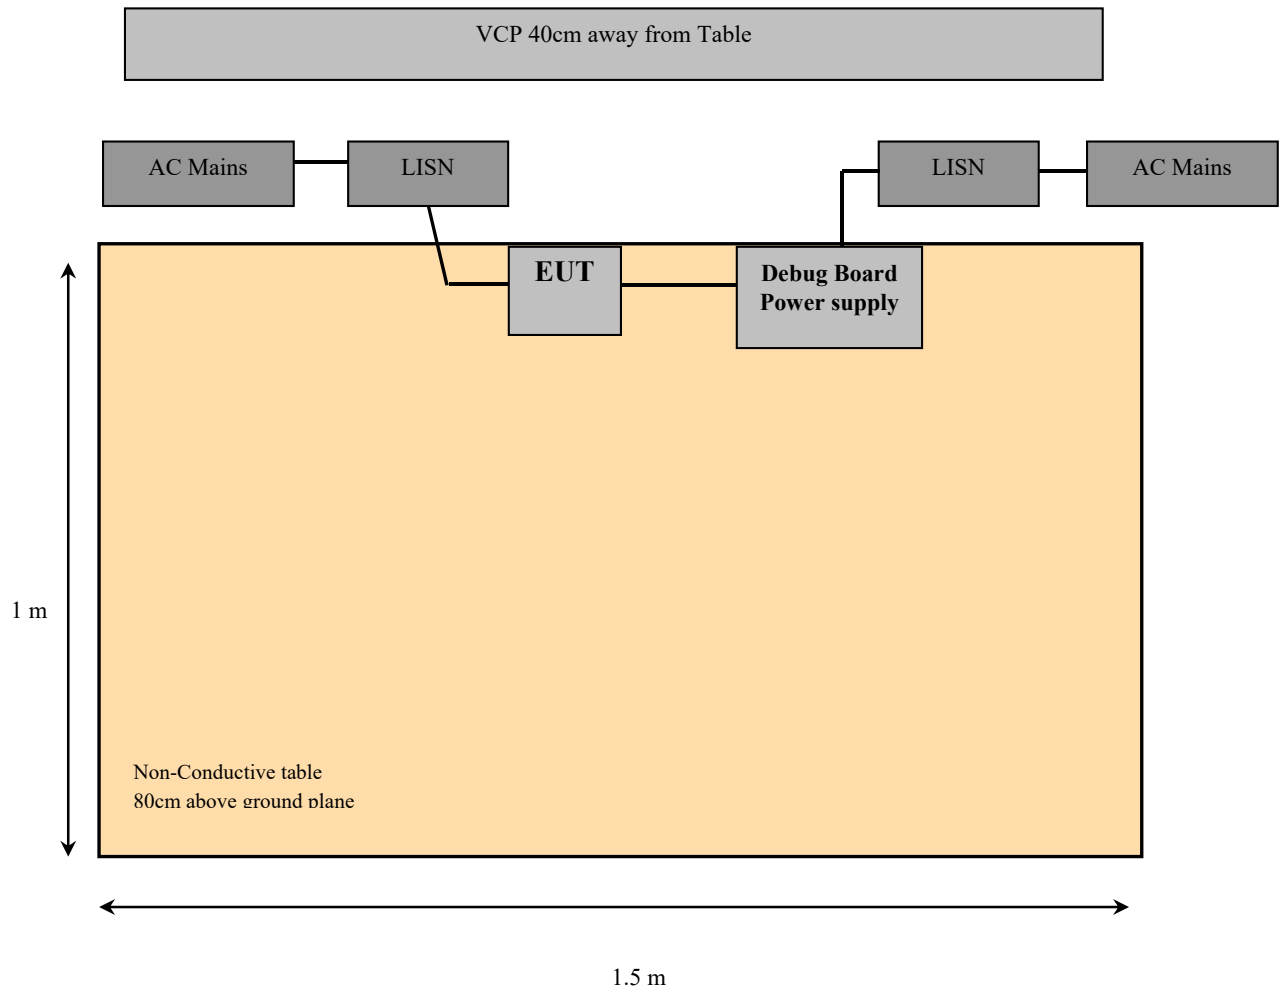 VCP 40cm away from Table
AC Mains
LISN
LISN
AC Mains
EUT
Debug Board
Power supply
1 m
Non-Conductive table
80cm above ground plane
1.5 m